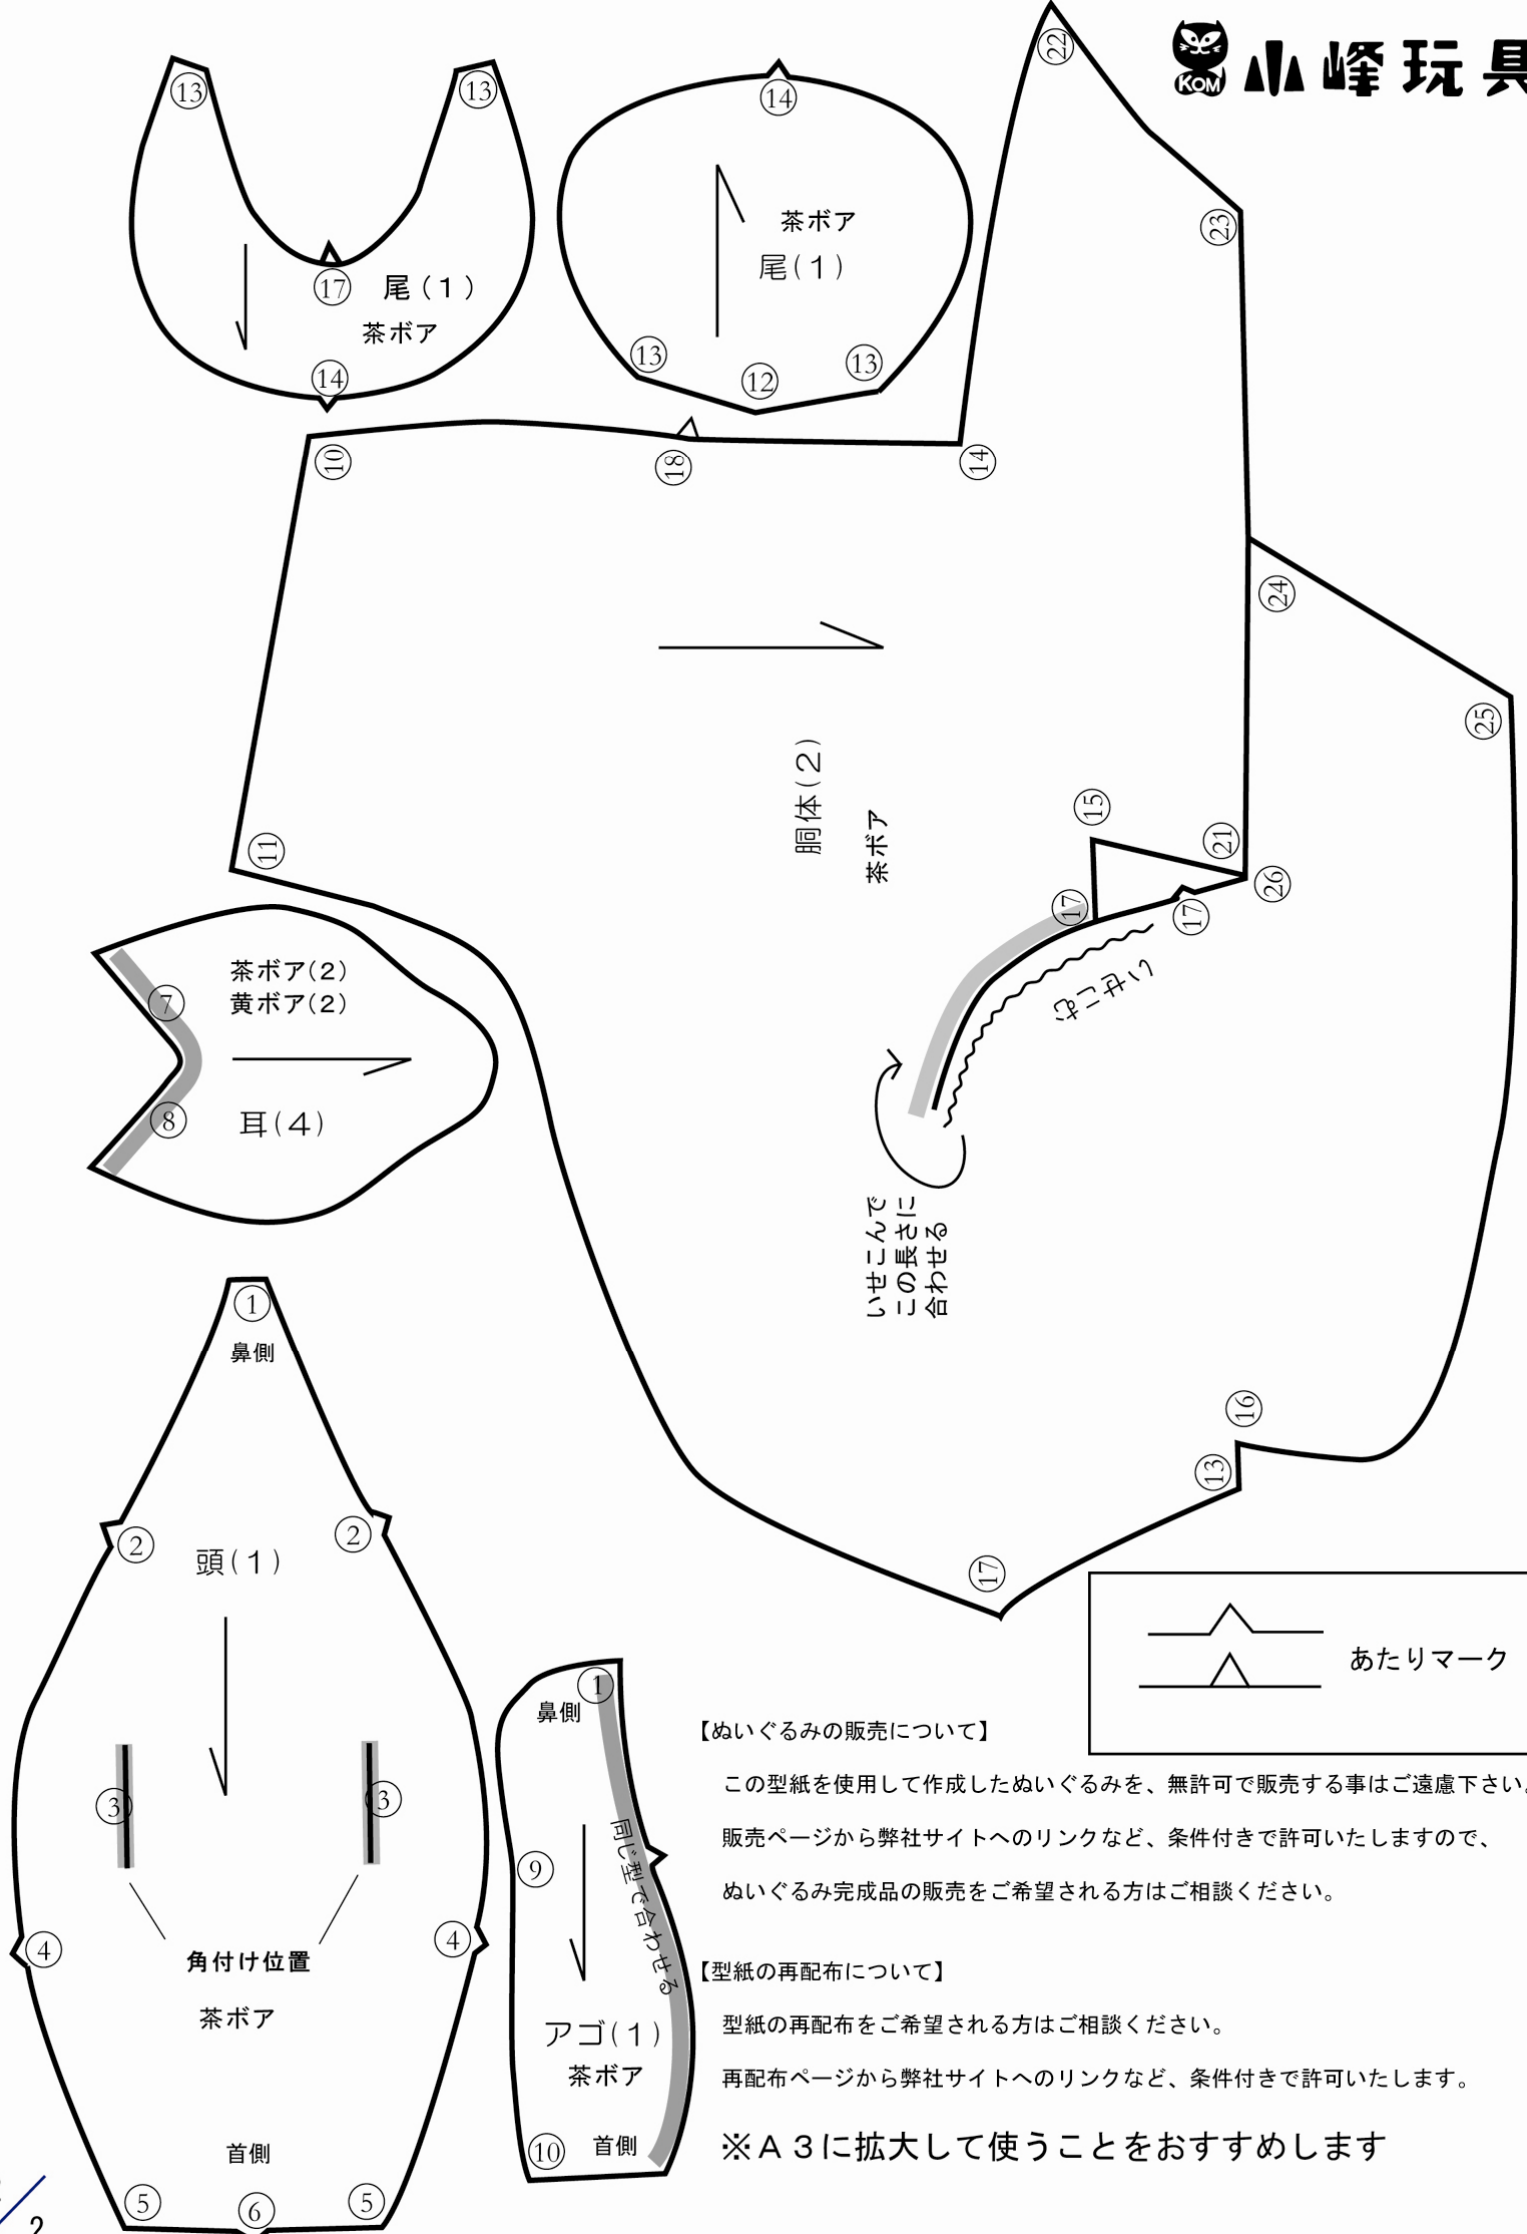 KOM
小峰玩具
⑬
⑬
⑰
尾(1)
茶ボア
⑭
⑭
茶ボア
尾(1)
⑬
⑫
⑬
㉒
㉓
⑩
⑱
⑭
㉔
㉕
胴体(2)
茶ボア
⑮
㉑
㉖
⑰
⑰
いせこむ
いせこんで
この長さに
合わせる
⑪
茶ボア(2)
黄ボア(2)
⑦
⑧
耳(4)
⑯
⑬
⑰
①
鼻側
②
②
頭(1)
③
③
角付け位置
④
④
茶ボア
首側
⑤
⑥
⑤
①
鼻側
⑨
同じ型で合わせる
アゴ(1)
茶ボア
⑩
首側
あたりマーク
【ぬいぐるみの販売について】
この型紙を使用して作成したぬいぐるみを、無許可で販売する事はご遠慮下さい。
販売ページから弊社サイトへのリンクなど、条件付きで許可いたしますので、
ぬいぐるみ完成品の販売をご希望される方はご相談ください。
【型紙の再配布について】
型紙の再配布をご希望される方はご相談ください。
再配布ページから弊社サイトへのリンクなど、条件付きで許可いたします。
※A3に拡大して使うことをおすすめします
2